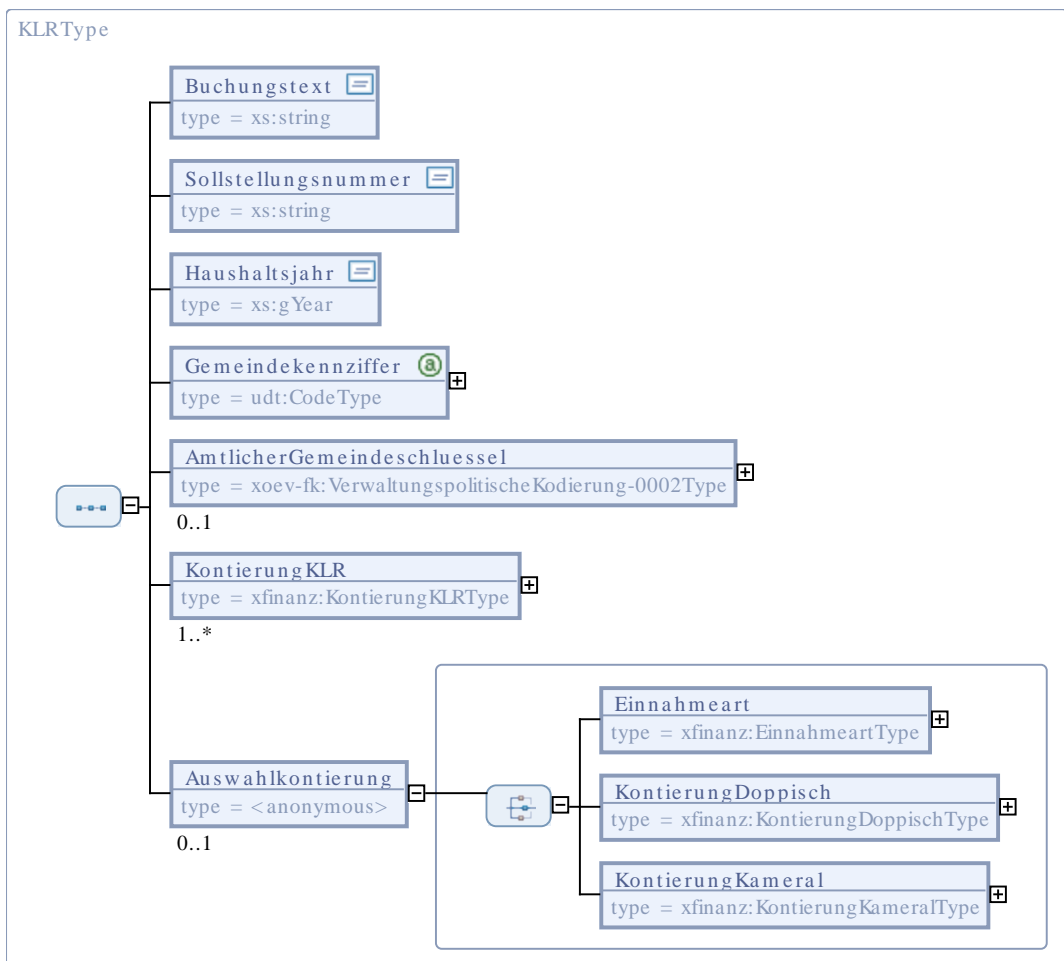 KLRType
Buchungstext
type = xs:string
Sollstellungsnummer
type = xs:string
Haushaltsjahr
type = xs:gYear
Gemeindekennziffer @
type = udt:CodeType
AmtlicherGemeindeschluessel
type = xoev-fk:VerwaltungspolitischeKodierung-0002Type
0..1
KontierungKLR
type = xfinanz:KontierungKLRType
1..*
Auswahlkontierung
type = <anonymous>
0..1
Einnahmeart
type = xfinanz:EinnahmeartType
KontierungDoppisch
type = xfinanz:KontierungDoppischType
KontierungKameral
type = xfinanz:KontierungKameralType